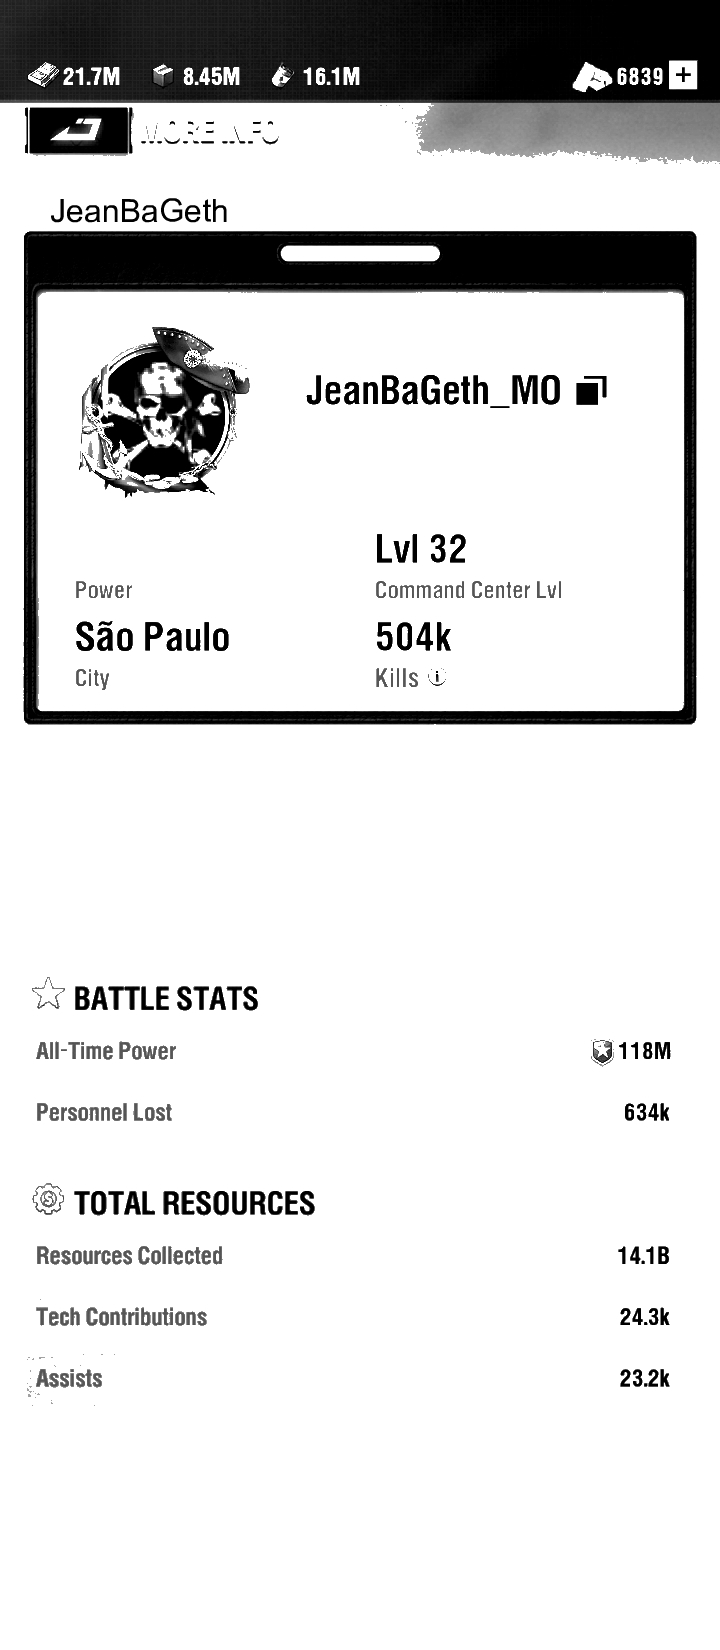 21.7M 8.45M 16.1M 6839 +
MORE INFO
JeanBaGeth
JeanBaGeth_MO
Lvl 32
Power Command Center Lvl
São Paulo 504k
City Kills i
BATTLE STATS
All-Time Power 118M
Personnel Lost 634k
TOTAL RESOURCES
Resources Collected 14.1B
Tech Contributions 24.3k
Assists 23.2k